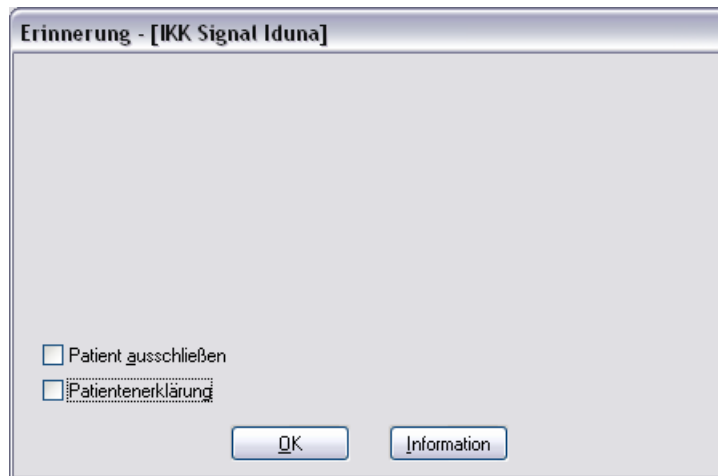 Erinnerung - [IKK Signal Iduna]
Patient ausschließen
Patientenerklärung
OK Information